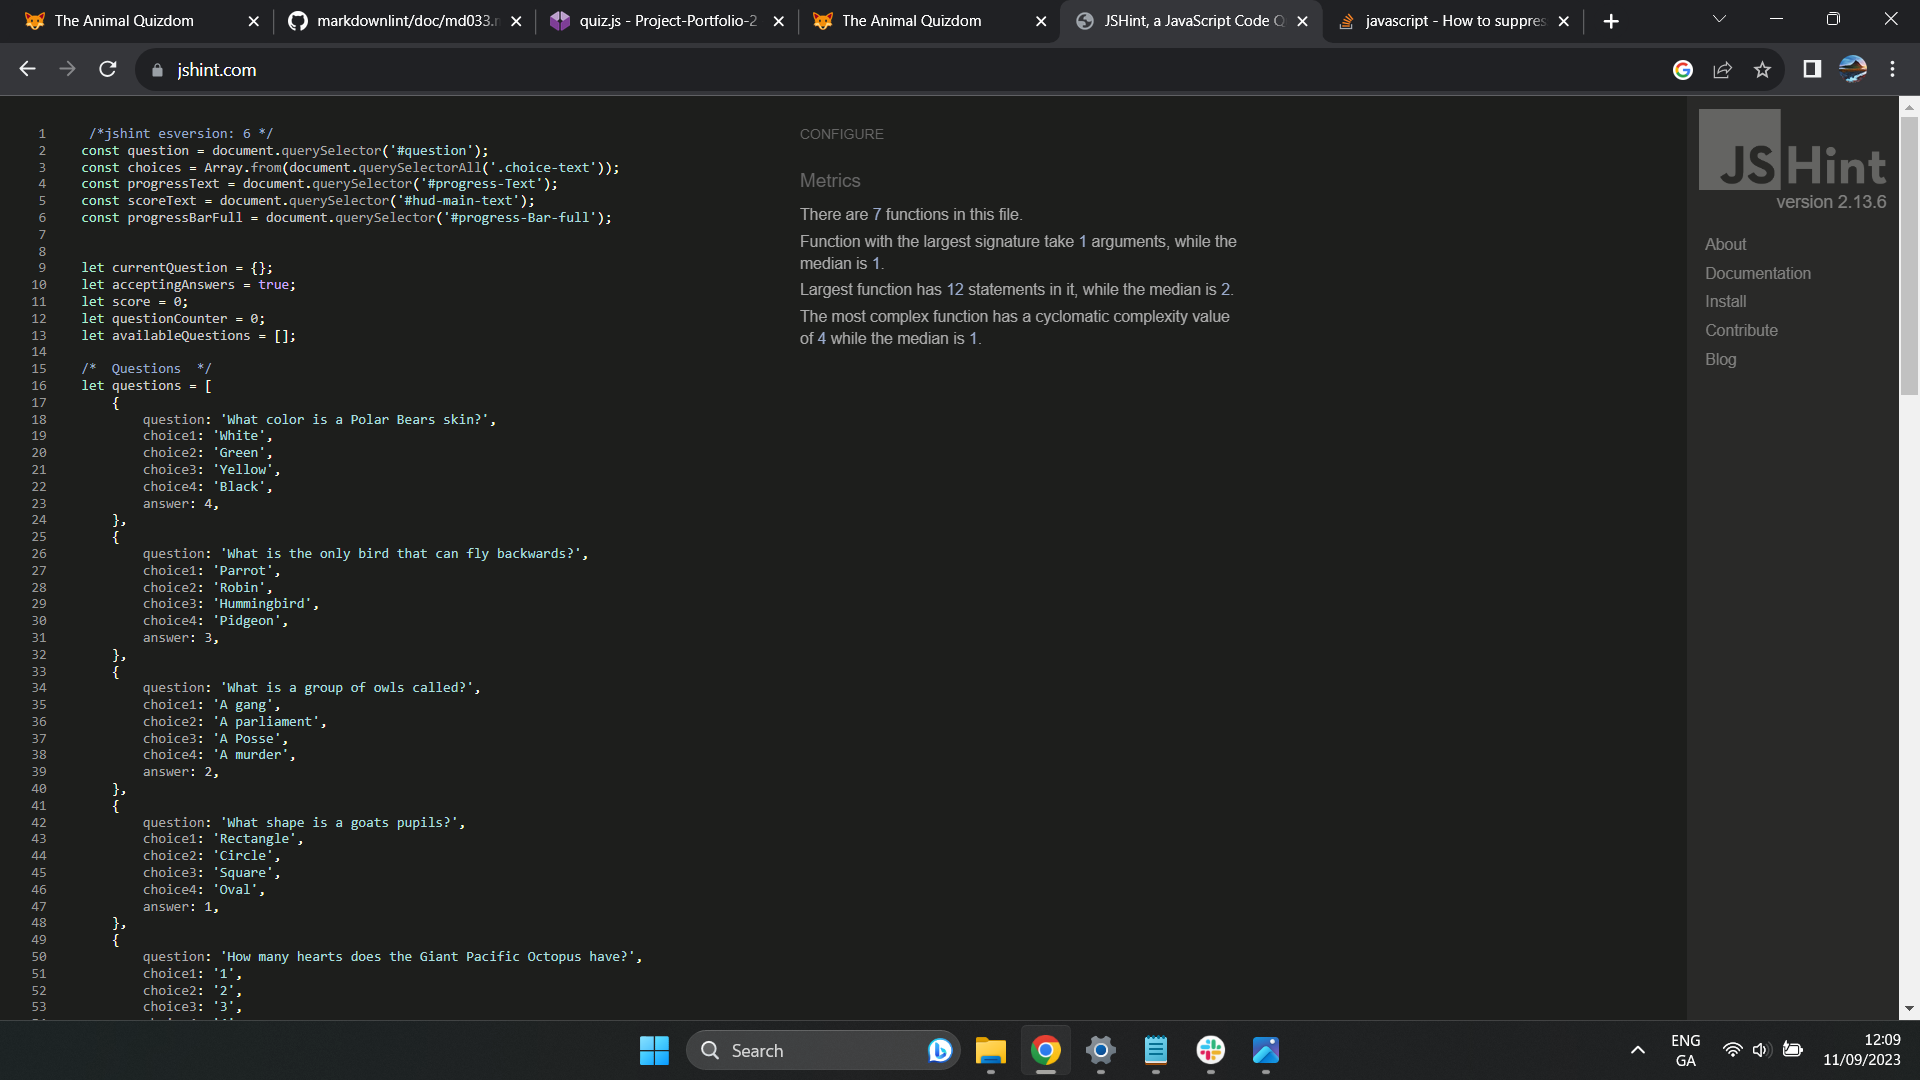 The Animal Quizdom
markdownlint/doc/md033.m
quiz.js - Project-Portfolio-2
The Animal Quizdom
JSHint, a JavaScript Code Q
javascript - How to suppres
jshint.com
1 /*jshint esversion: 6 */
2 const question = document.querySelector('#question');
3 const choices = Array.from(document.querySelectorAll('.choice-text'));
4 const progressText = document.querySelector('#progress-Text');
5 const scoreText = document.querySelector('#hud-main-text');
6 const progressBarFull = document.querySelector('#progress-Bar-full');
7
8
9 let currentQuestion = {};
10 let acceptingAnswers = true;
11 let score = 0;
12 let questionCounter = 0;
13 let availableQuestions = [];
14
15 /*  Questions  */
16 let questions = [
17 {
18 question: 'What color is a Polar Bears skin?',
19 choice1: 'White',
20 choice2: 'Green',
21 choice3: 'Yellow',
22 choice4: 'Black',
23 answer: 4,
24 },
25 {
26 question: 'What is the only bird that can fly backwards?',
27 choice1: 'Parrot',
28 choice2: 'Robin',
29 choice3: 'Hummingbird',
30 choice4: 'Pidgeon',
31 answer: 3,
32 },
33 {
34 question: 'What is a group of owls called?',
35 choice1: 'A gang',
36 choice2: 'A parliament',
37 choice3: 'A Posse',
38 choice4: 'A murder',
39 answer: 2,
40 },
41 {
42 question: 'What shape is a goats pupils?',
43 choice1: 'Rectangle',
44 choice2: 'Circle',
45 choice3: 'Square',
46 choice4: 'Oval',
47 answer: 1,
48 },
49 {
50 question: 'How many hearts does the Giant Pacific Octopus have?',
51 choice1: '1',
52 choice2: '2',
53 choice3: '3',
CONFIGURE
Metrics
There are 7 functions in this file.
Function with the largest signature take 1 arguments, while the
median is 1.
Largest function has 12 statements in it, while the median is 2.
The most complex function has a cyclomatic complexity value
of 4 while the median is 1.
JSHint
version 2.13.6
About
Documentation
Install
Contribute
Blog
Search
ENG
GA
12:09
11/09/2023